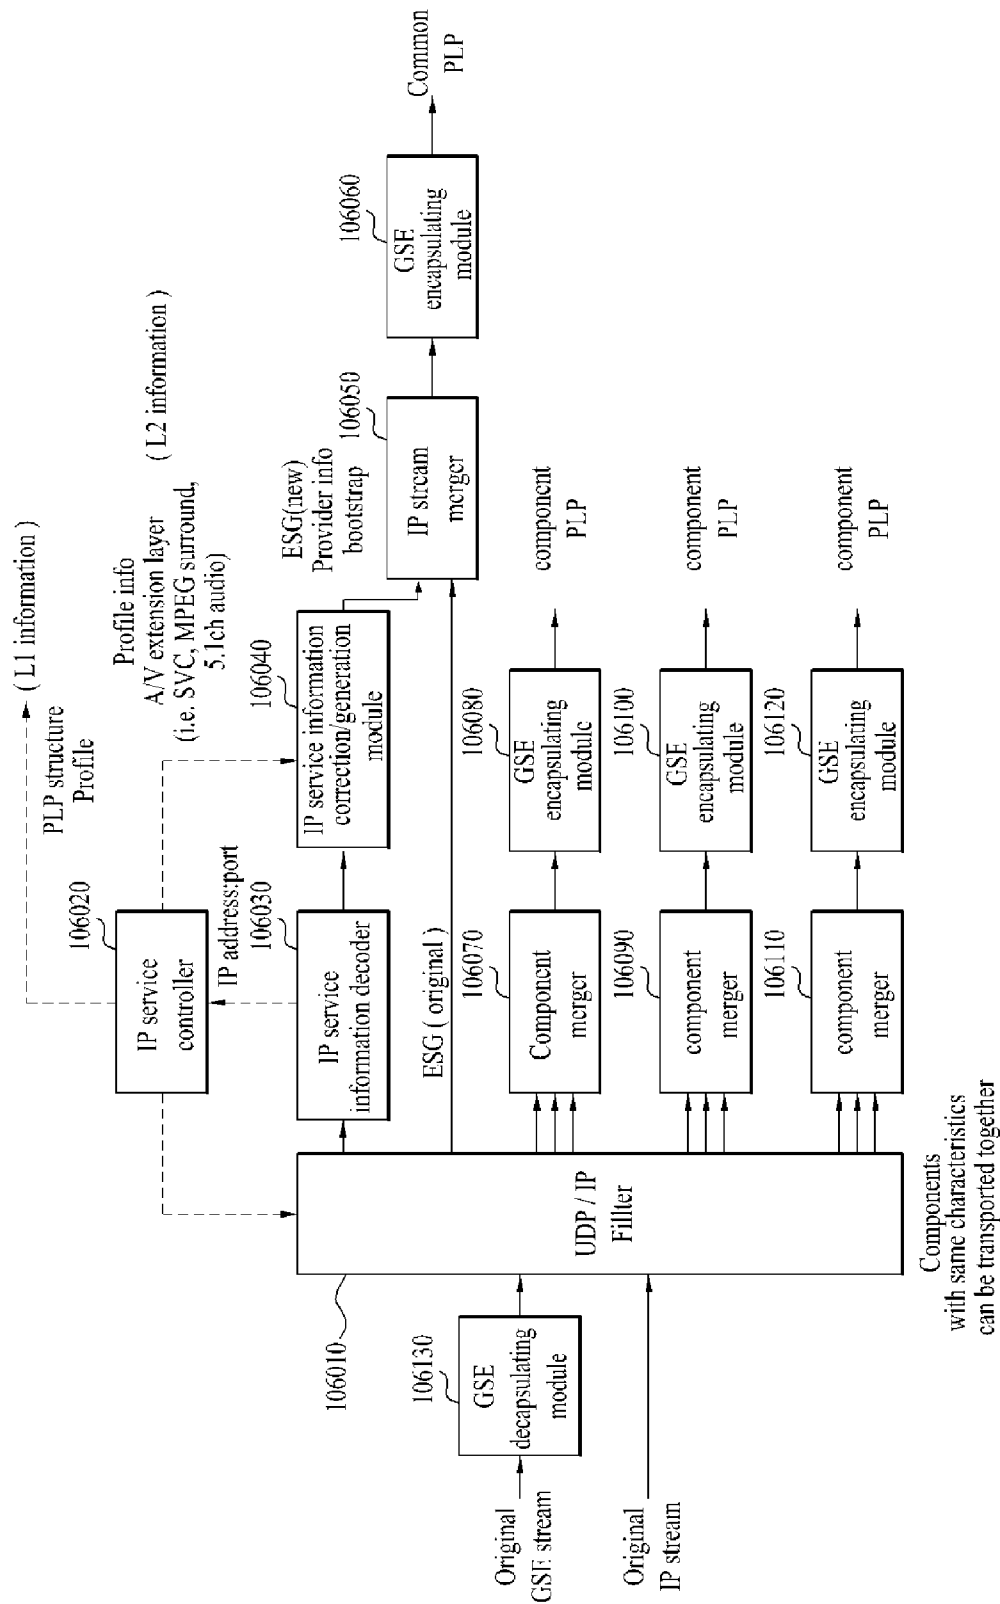 ( L1 information )
PLP structure
Profile
106020
IP service
controller
Profile info
A/V extension layer
(i.e. SVC, MPEG surround,
5.1ch audio)
( L2 information )
IP address:port
106030
IP service
information decoder
106040
IP service information
correction/generation
module
ESG(new)
Provider info
bootstrap
106050
IP stream
merger
106060
GSE
encapsulating
module
Common
PLP
ESG ( original )
106010
UDP / IP
Fillter
106130
GSE
decapsulating
module
Original
GSE stream
Original
IP stream
106070
Component
merger
106080
GSE
encapsulating
module
component
PLP
106090
component
merger
106100
GSE
encapsulating
module
component
PLP
106110
component
merger
106120
GSE
encapsulating
module
component
PLP
Components
with same characteristics
can be transported together